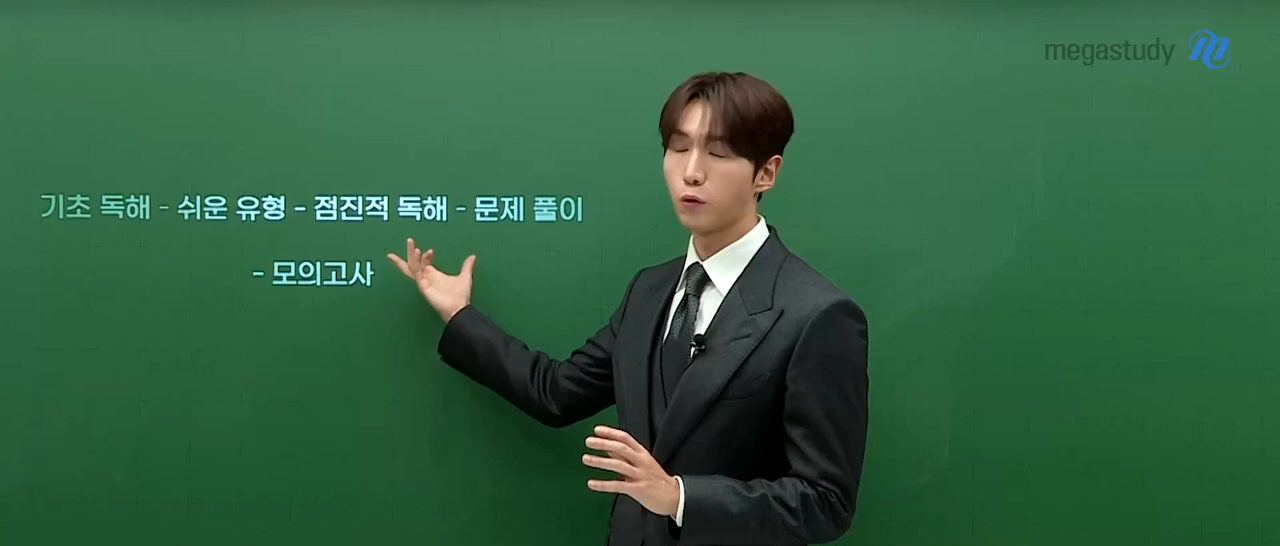 megastudy
기초 독해 - 쉬운 유형 - 점진적 독해 - 문제 풀이
- 모의고사